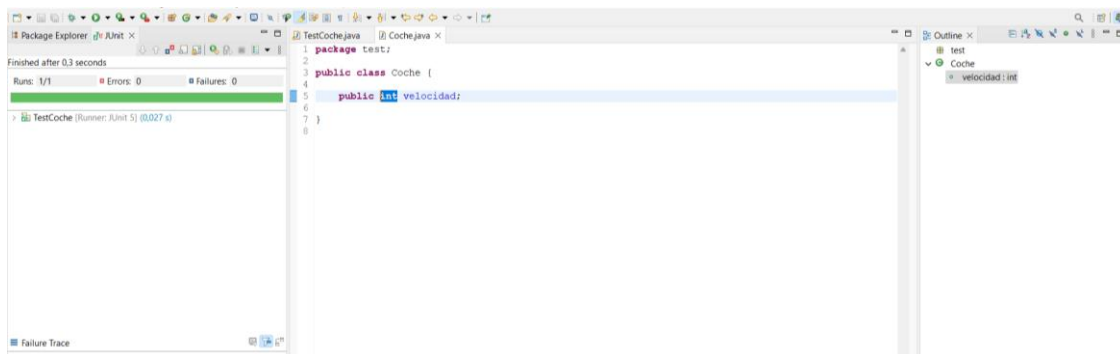 Package Explorer JUnit ×
Finished after 0,3 seconds
Runs: 1/1 Errors: 0 Failures: 0
TestCoche [Runner: JUnit 5] (0,027 s)
Failure Trace
TestCoche.java Coche.java ×
1 package test;
2
3 public class Coche {
4
5 public int velocidad;
6
7 }
8
Outline ×
test
Coche
velocidad : int